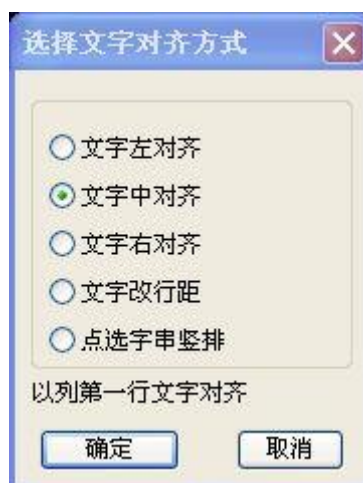 选择文字对齐方式
文字左对齐
文字中对齐
文字右对齐
文字改行距
点选字串竖排
以列第一行文字对齐
确定 取消